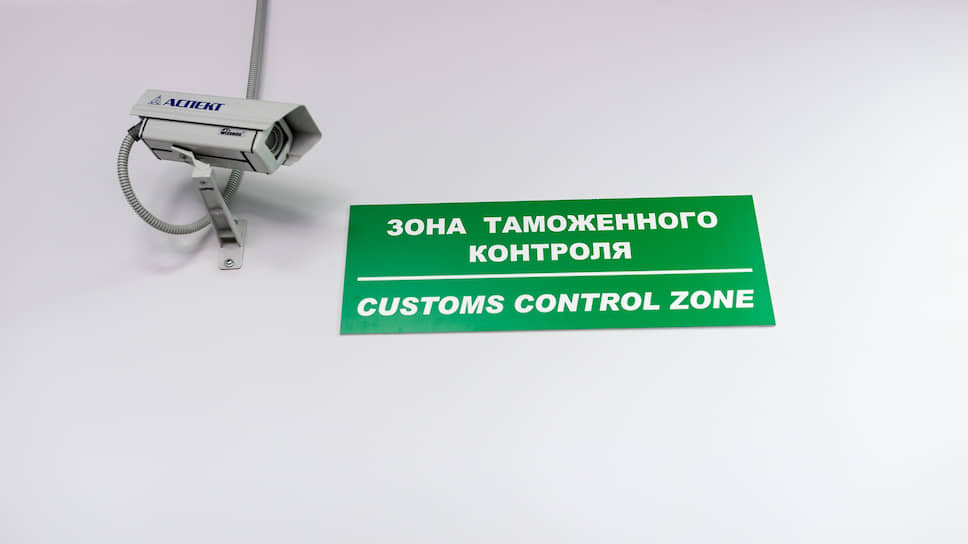 АСПЕКТ
ЗОНА ТАМОЖЕННОГО
КОНТРОЛЯ
CUSTOMS CONTROL ZONE